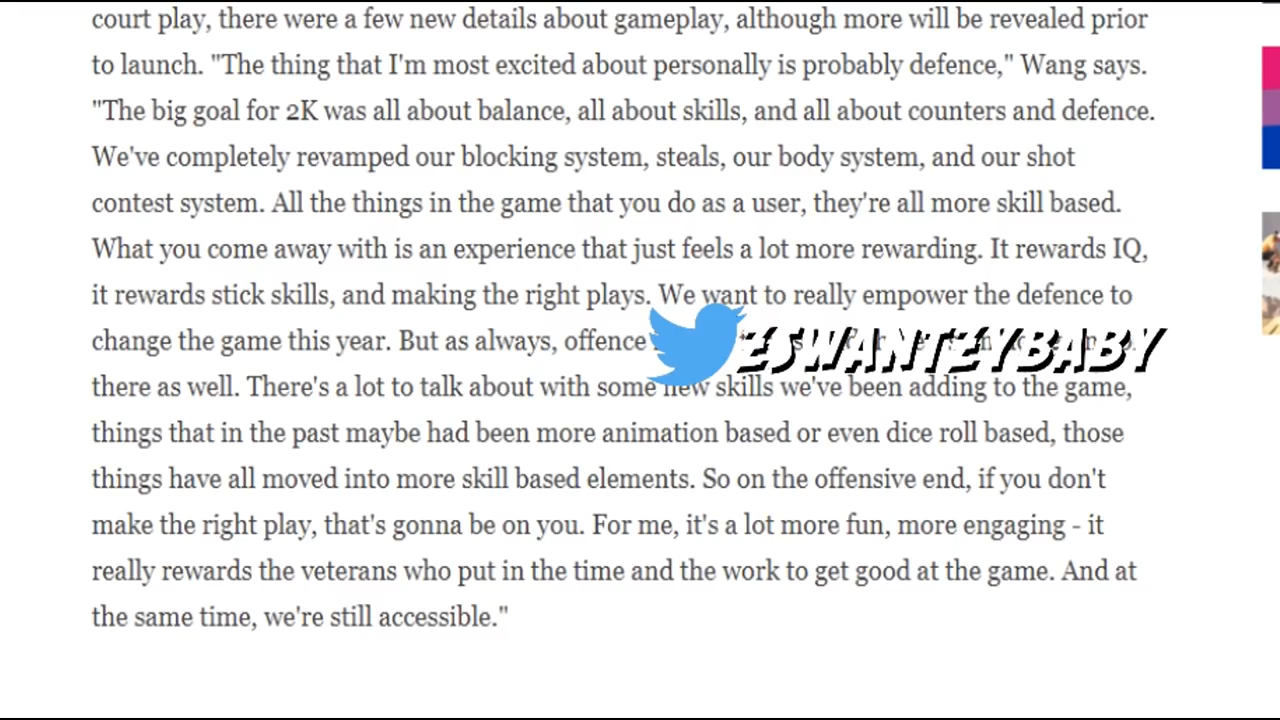 court play, there were a few new details about gameplay, although more will be revealed prior
to launch. "The thing that I'm most excited about personally is probably defence," Wang says.
"The big goal for 2K was all about balance, all about skills, and all about counters and defence.
We've completely revamped our blocking system, steals, our body system, and our shot
contest system. All the things in the game that you do as a user, they're all more skill based.
What you come away with is an experience that just feels a lot more rewarding. It rewards IQ,
it rewards stick skills, and making the right plays. We want to really empower the defence to
change the game this year. But as always, offence
ESWANTEYBABY
there as well. There's a lot to talk about with some new skills we've been adding to the game,
things that in the past maybe had been more animation based or even dice roll based, those
things have all moved into more skill based elements. So on the offensive end, if you don't
make the right play, that's gonna be on you. For me, it's a lot more fun, more engaging - it
really rewards the veterans who put in the time and the work to get good at the game. And at
the same time, we're still accessible."